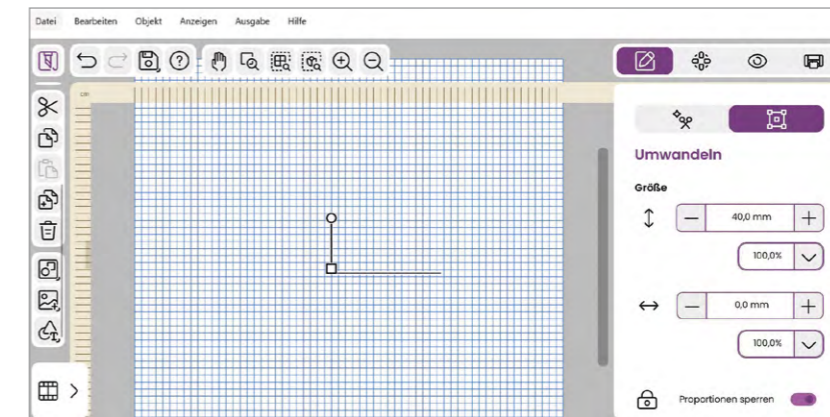 Datei Bearbeiten Objekt Anzeigen Ausgabe Hilfe
cm
Umwandeln
Größe
40,0 mm
100,0%
0,0 mm
100,0%
Proportionen sperren